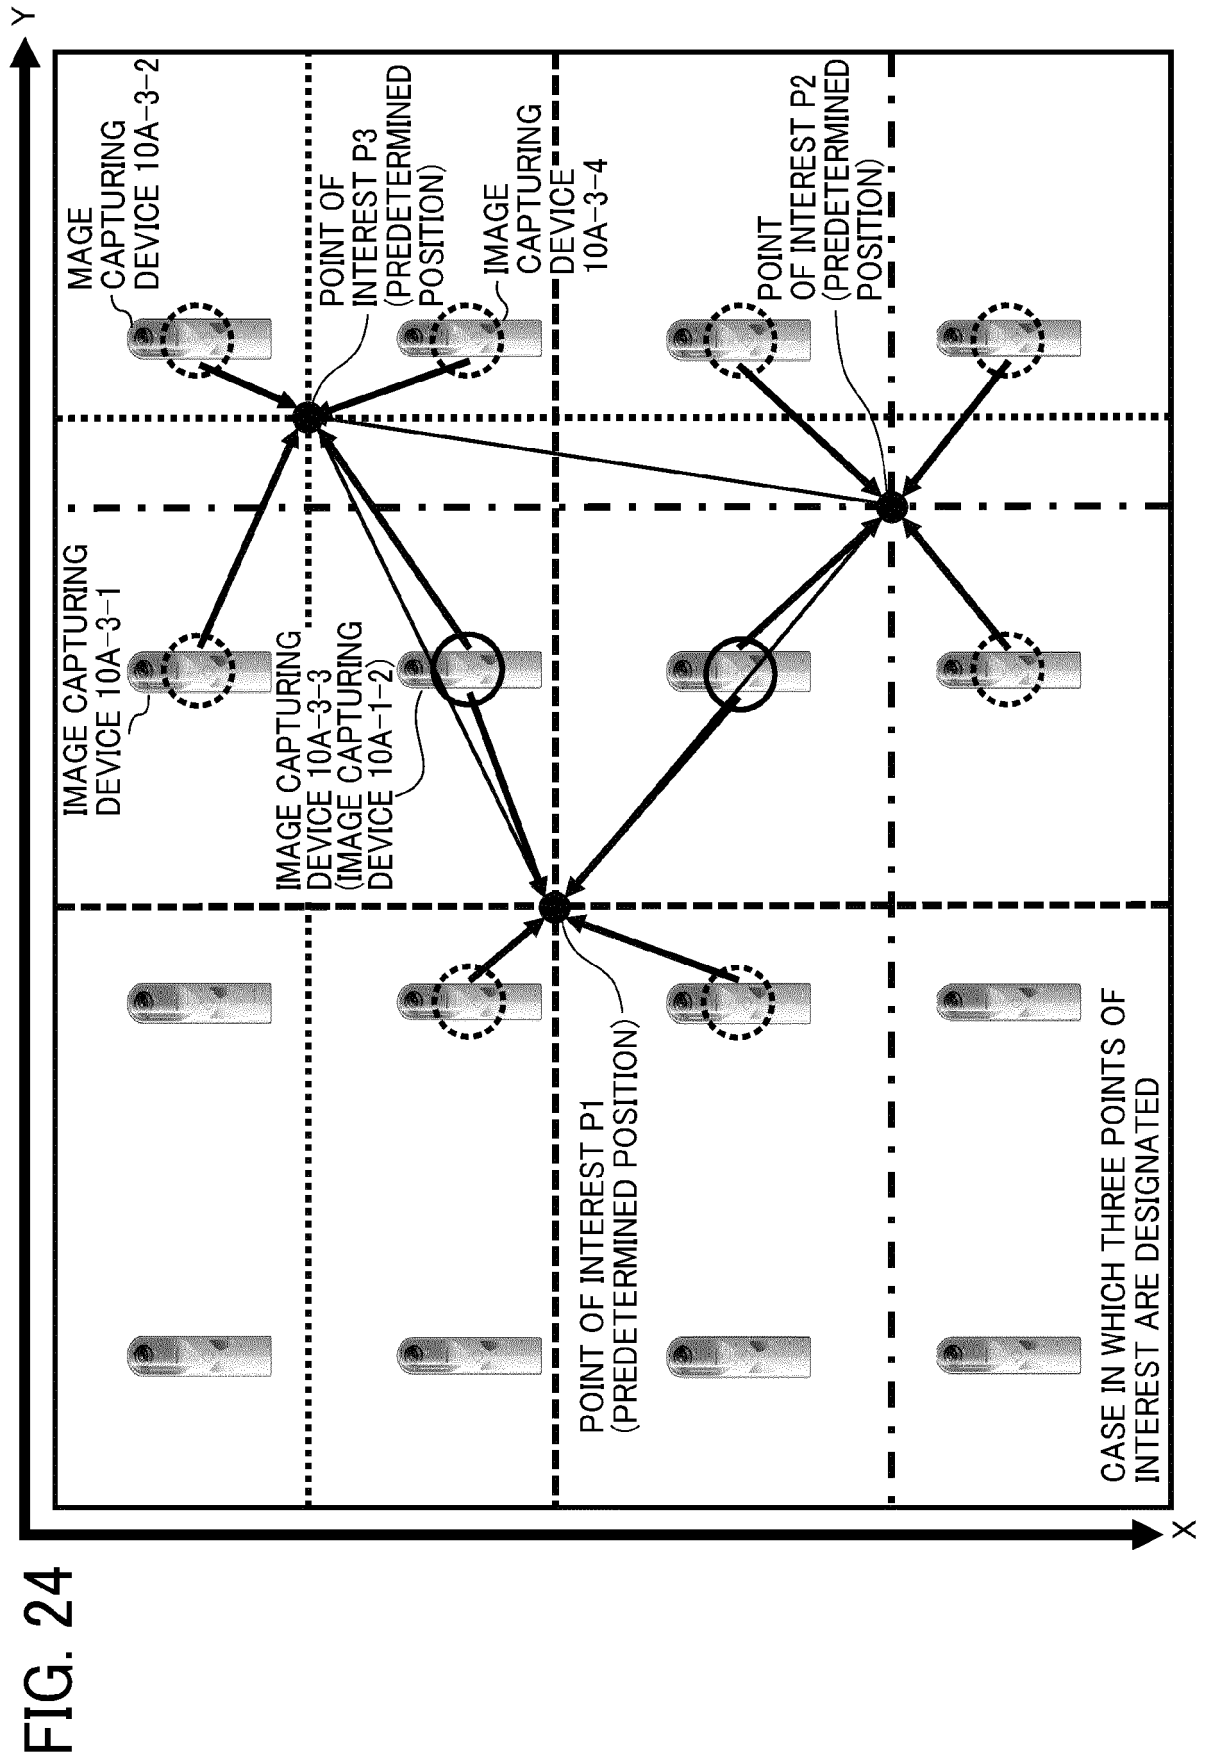 FIG. 24
Y
X
IMAGE CAPTURING
DEVICE 10A-3-1
MAGE
CAPTURING
DEVICE 10A-3-2
IMAGE CAPTURING
DEVICE 10A-3-3
(IMAGE CAPTURING
DEVICE 10A-1-2)
POINT OF
INTEREST P3
(PREDETERMINED
POSITION)
IMAGE
CAPTURING
DEVICE
10A-3-4
POINT OF INTEREST P1
(PREDETERMINED POSITION)
POINT
OF INTEREST P2
(PREDETERMINED
POSITION)
CASE IN WHICH THREE POINTS OF
INTEREST ARE DESIGNATED